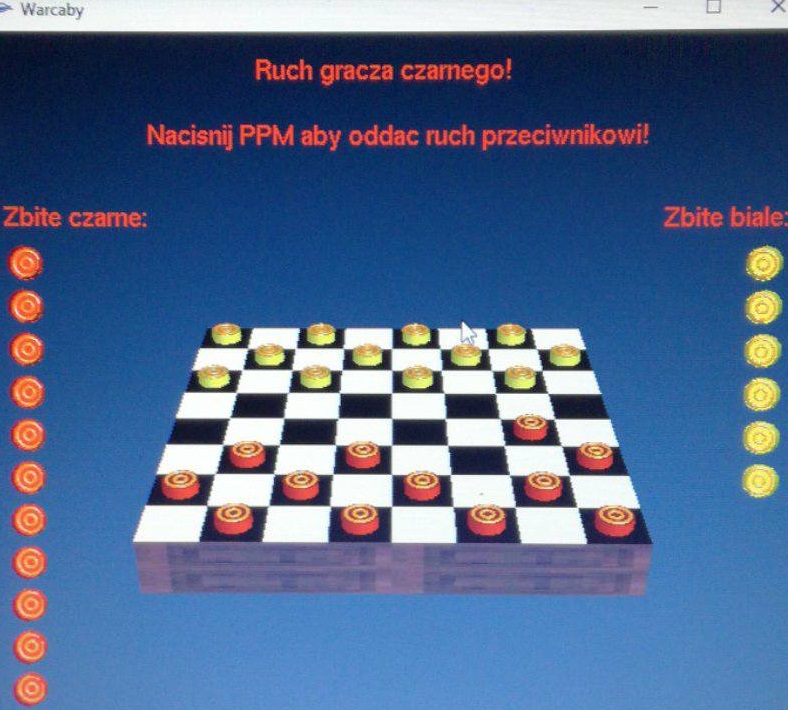 Warcaby
Ruch gracza czarnego!
Nacisnij PPM aby oddac ruch przeciwnikowi!
Zbite czarne:
Zbite biale: